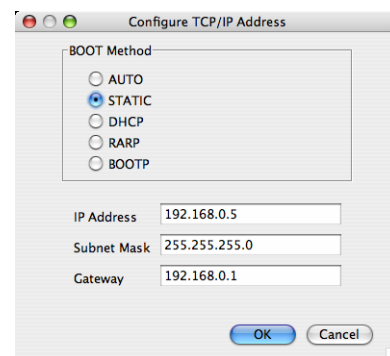 Configure TCP/IP Address
BOOT Method
AUTO
STATIC
DHCP
RARP
BOOTP
IP Address 192.168.0.5
Subnet Mask 255.255.255.0
Gateway 192.168.0.1
OK Cancel